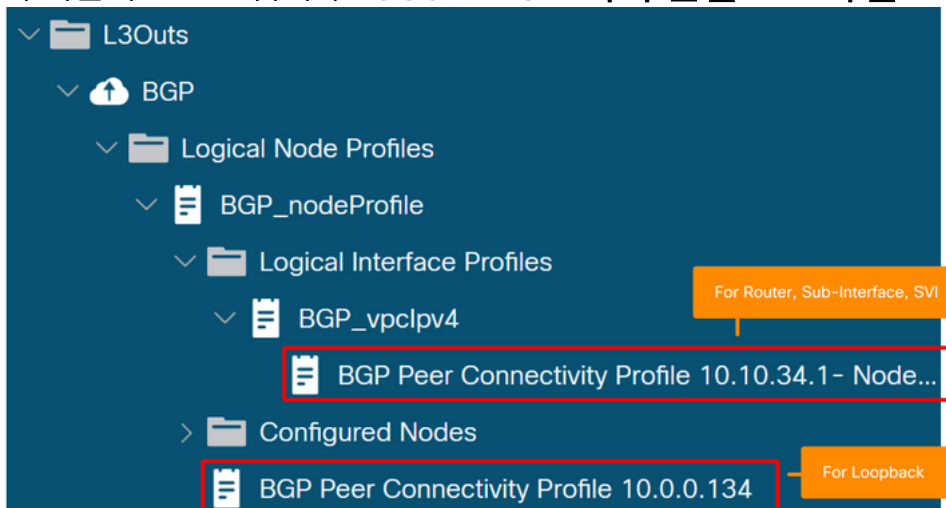 L3Outs
BGP
Logical Node Profiles
BGP_nodeProfile
Logical Interface Profiles
For Router, Sub-Interface, SVI
BGP_vpcIpv4
BGP Peer Connectivity Profile 10.10.34.1- Node...
Configured Nodes
For Loopback
BGP Peer Connectivity Profile 10.0.0.134